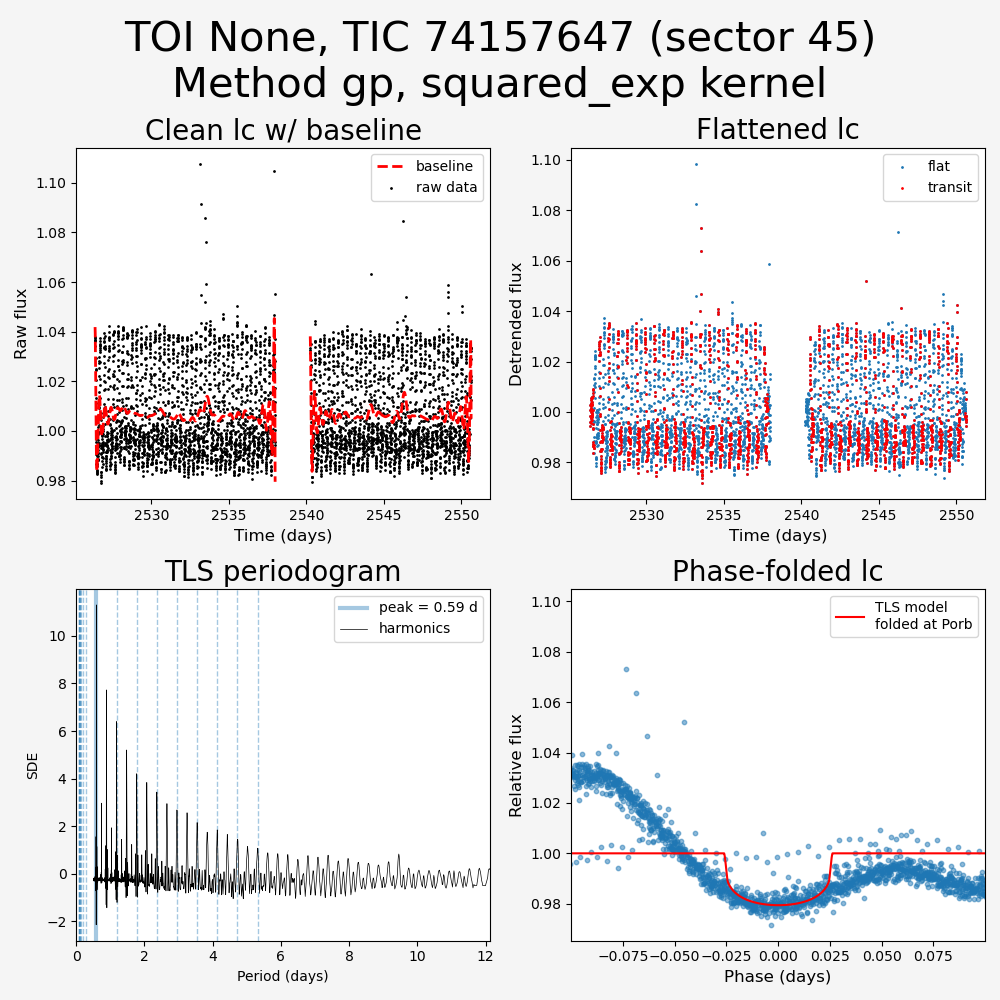 TOI None, TIC 74157647 (sector 45)
Method gp, squared_exp kernel
Clean lc w/ baseline
baseline
raw data
Raw flux
1.10
1.08
1.06
1.04
1.02
1.00
0.98
2530
2535
2540
2545
2550
Time (days)
Flattened lc
flat
transit
Detrended flux
1.10
1.08
1.06
1.04
1.02
1.00
0.98
2530
2535
2540
2545
2550
Time (days)
TLS periodogram
peak = 0.59 d
harmonics
SDE
10
8
6
4
2
0
−2
0
2
4
6
8
10
12
Period (days)
Phase-folded lc
TLS model
folded at Porb
Relative flux
1.10
1.08
1.06
1.04
1.02
1.00
0.98
−0.075
−0.050
−0.025
0.000
0.025
0.050
0.075
Phase (days)